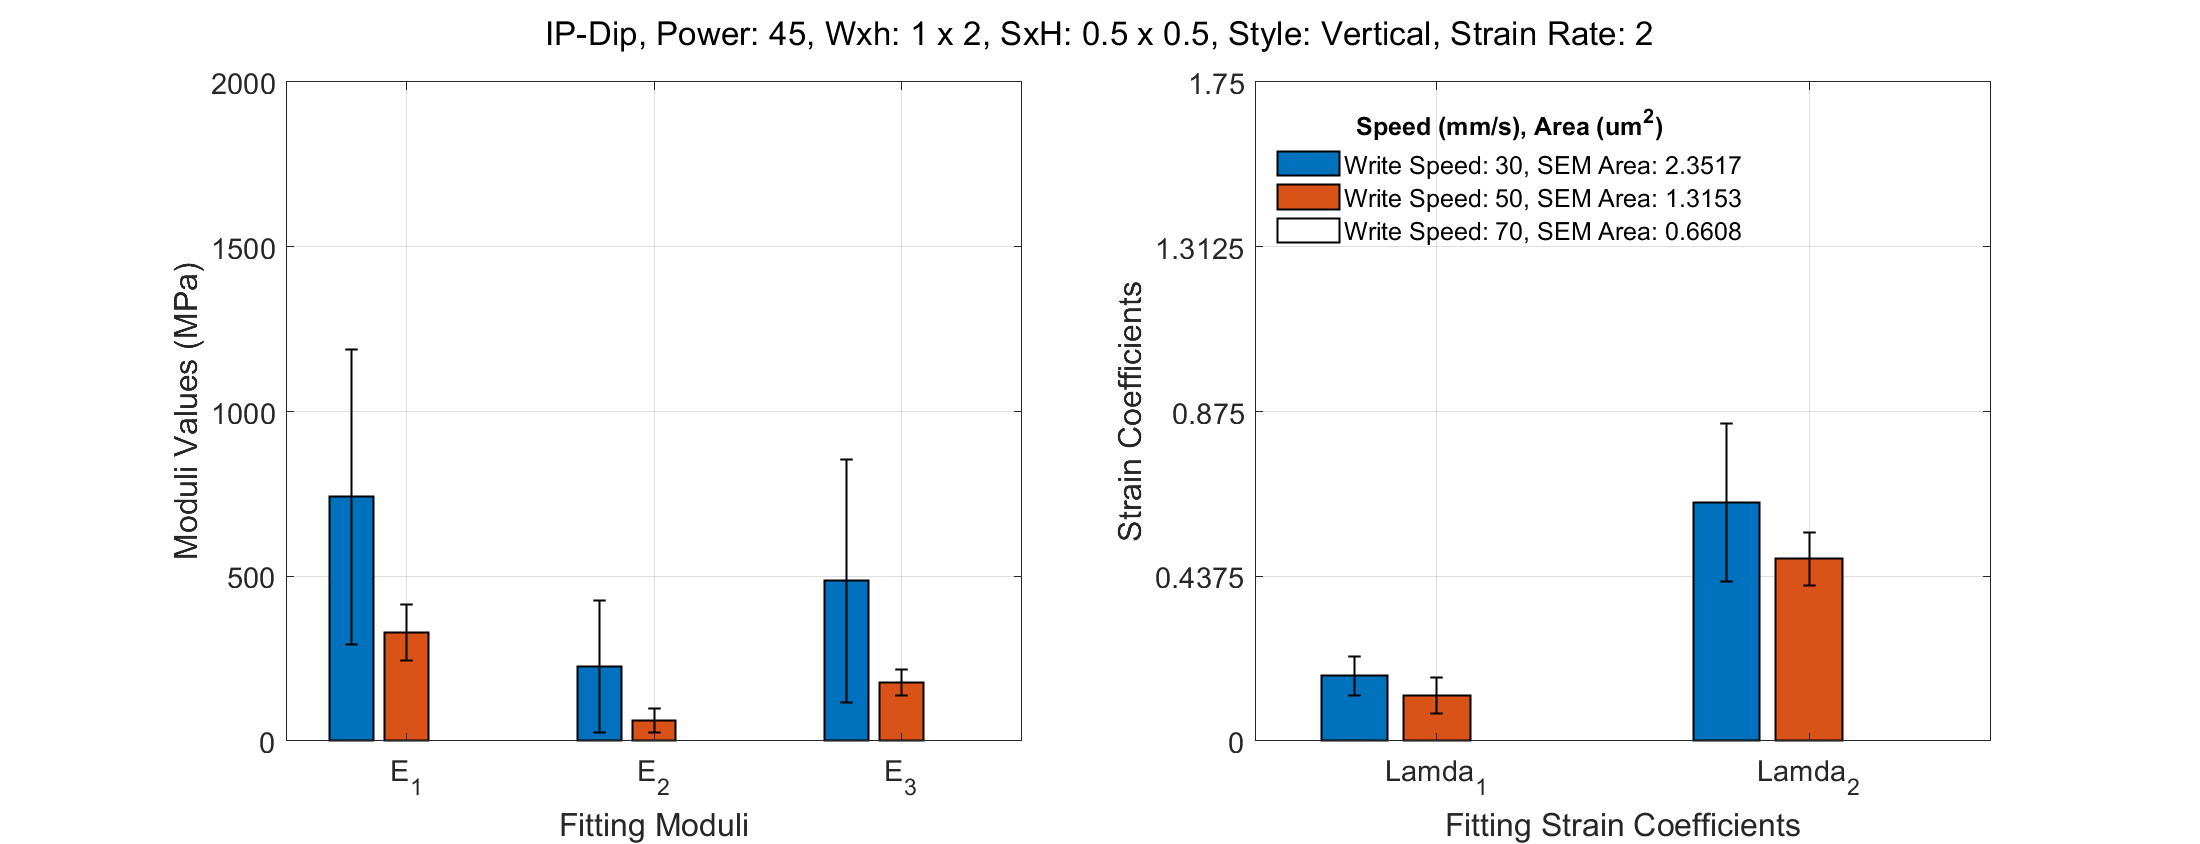 IP-Dip, Power: 45, Wxh: 1 x 2, SxH: 0.5 x 0.5, Style: Vertical, Strain Rate: 2
Moduli Values (MPa)
2000
1500
1000
500
0
E1
E2
E3
Fitting Moduli
Strain Coefficients
1.75
1.3125
0.875
0.4375
0
Speed (mm/s), Area (um2)
Write Speed: 30, SEM Area: 2.3517
Write Speed: 50, SEM Area: 1.3153
Write Speed: 70, SEM Area: 0.6608
Lamda1
Lamda2
Fitting Strain Coefficients